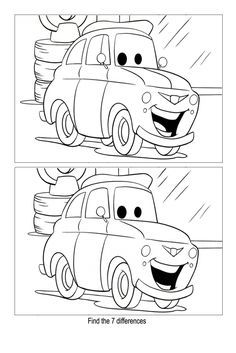 Find the 7 differences